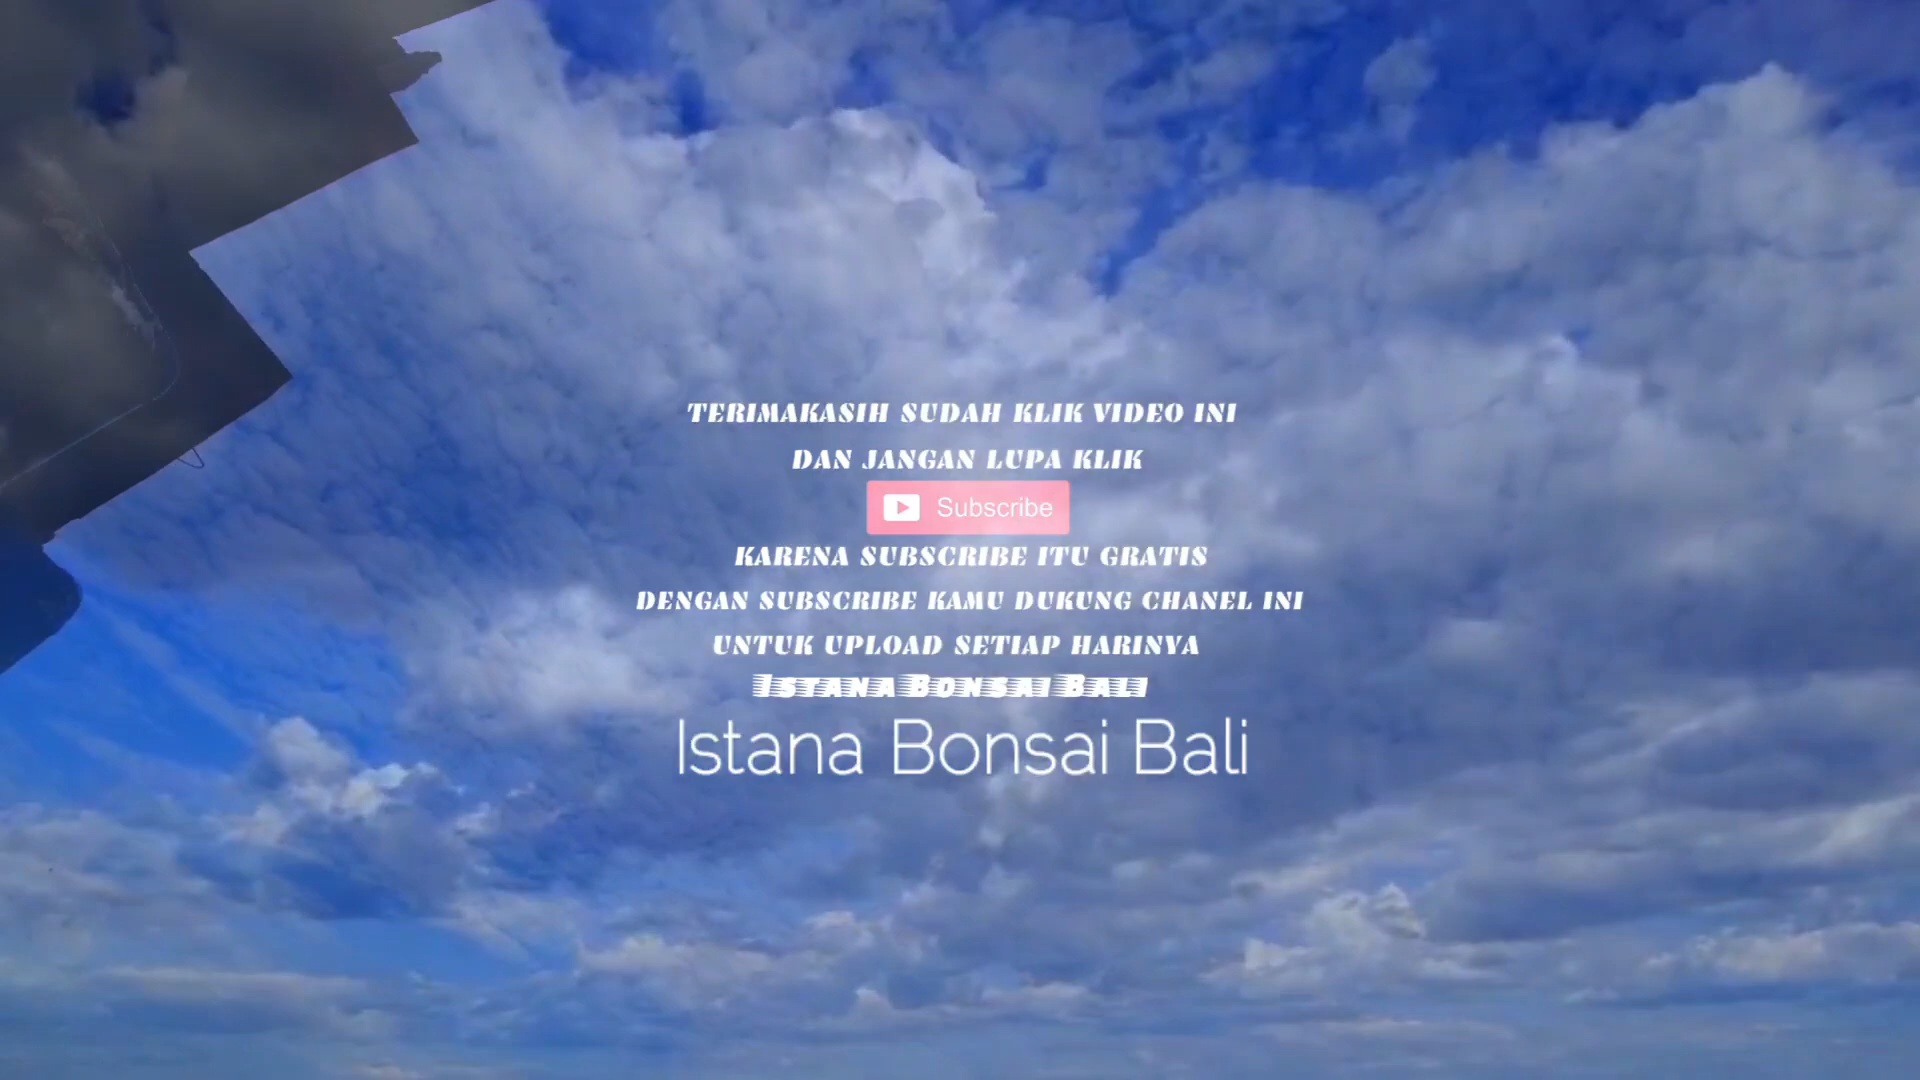 TERIMAKASIH SUDAH KLIK VIDEO INI
DAN JANGAN LUPA KLIK
Subscribe
KARENA SUBSCRIBE ITU GRATIS
DENGAN SUBSCRIBE KAMU DUKUNG CHANEL INI
UNTUK UPLOAD SETIAP HARINYA
ISTANA BONSAI BALI
Istana Bonsai Bali